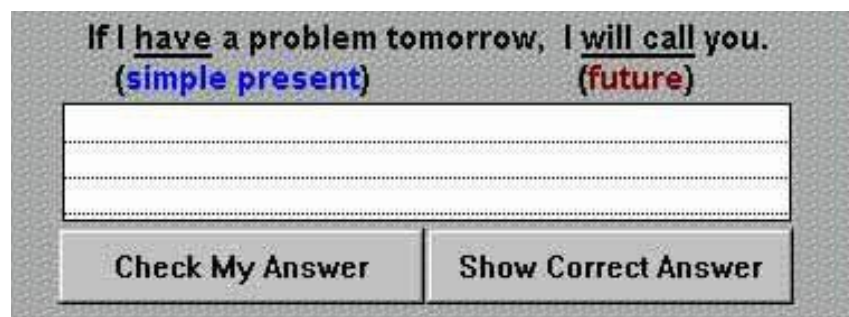 If I have a problem tomorrow, I will call you.
(simple present) (future)
Check My Answer Show Correct Answer